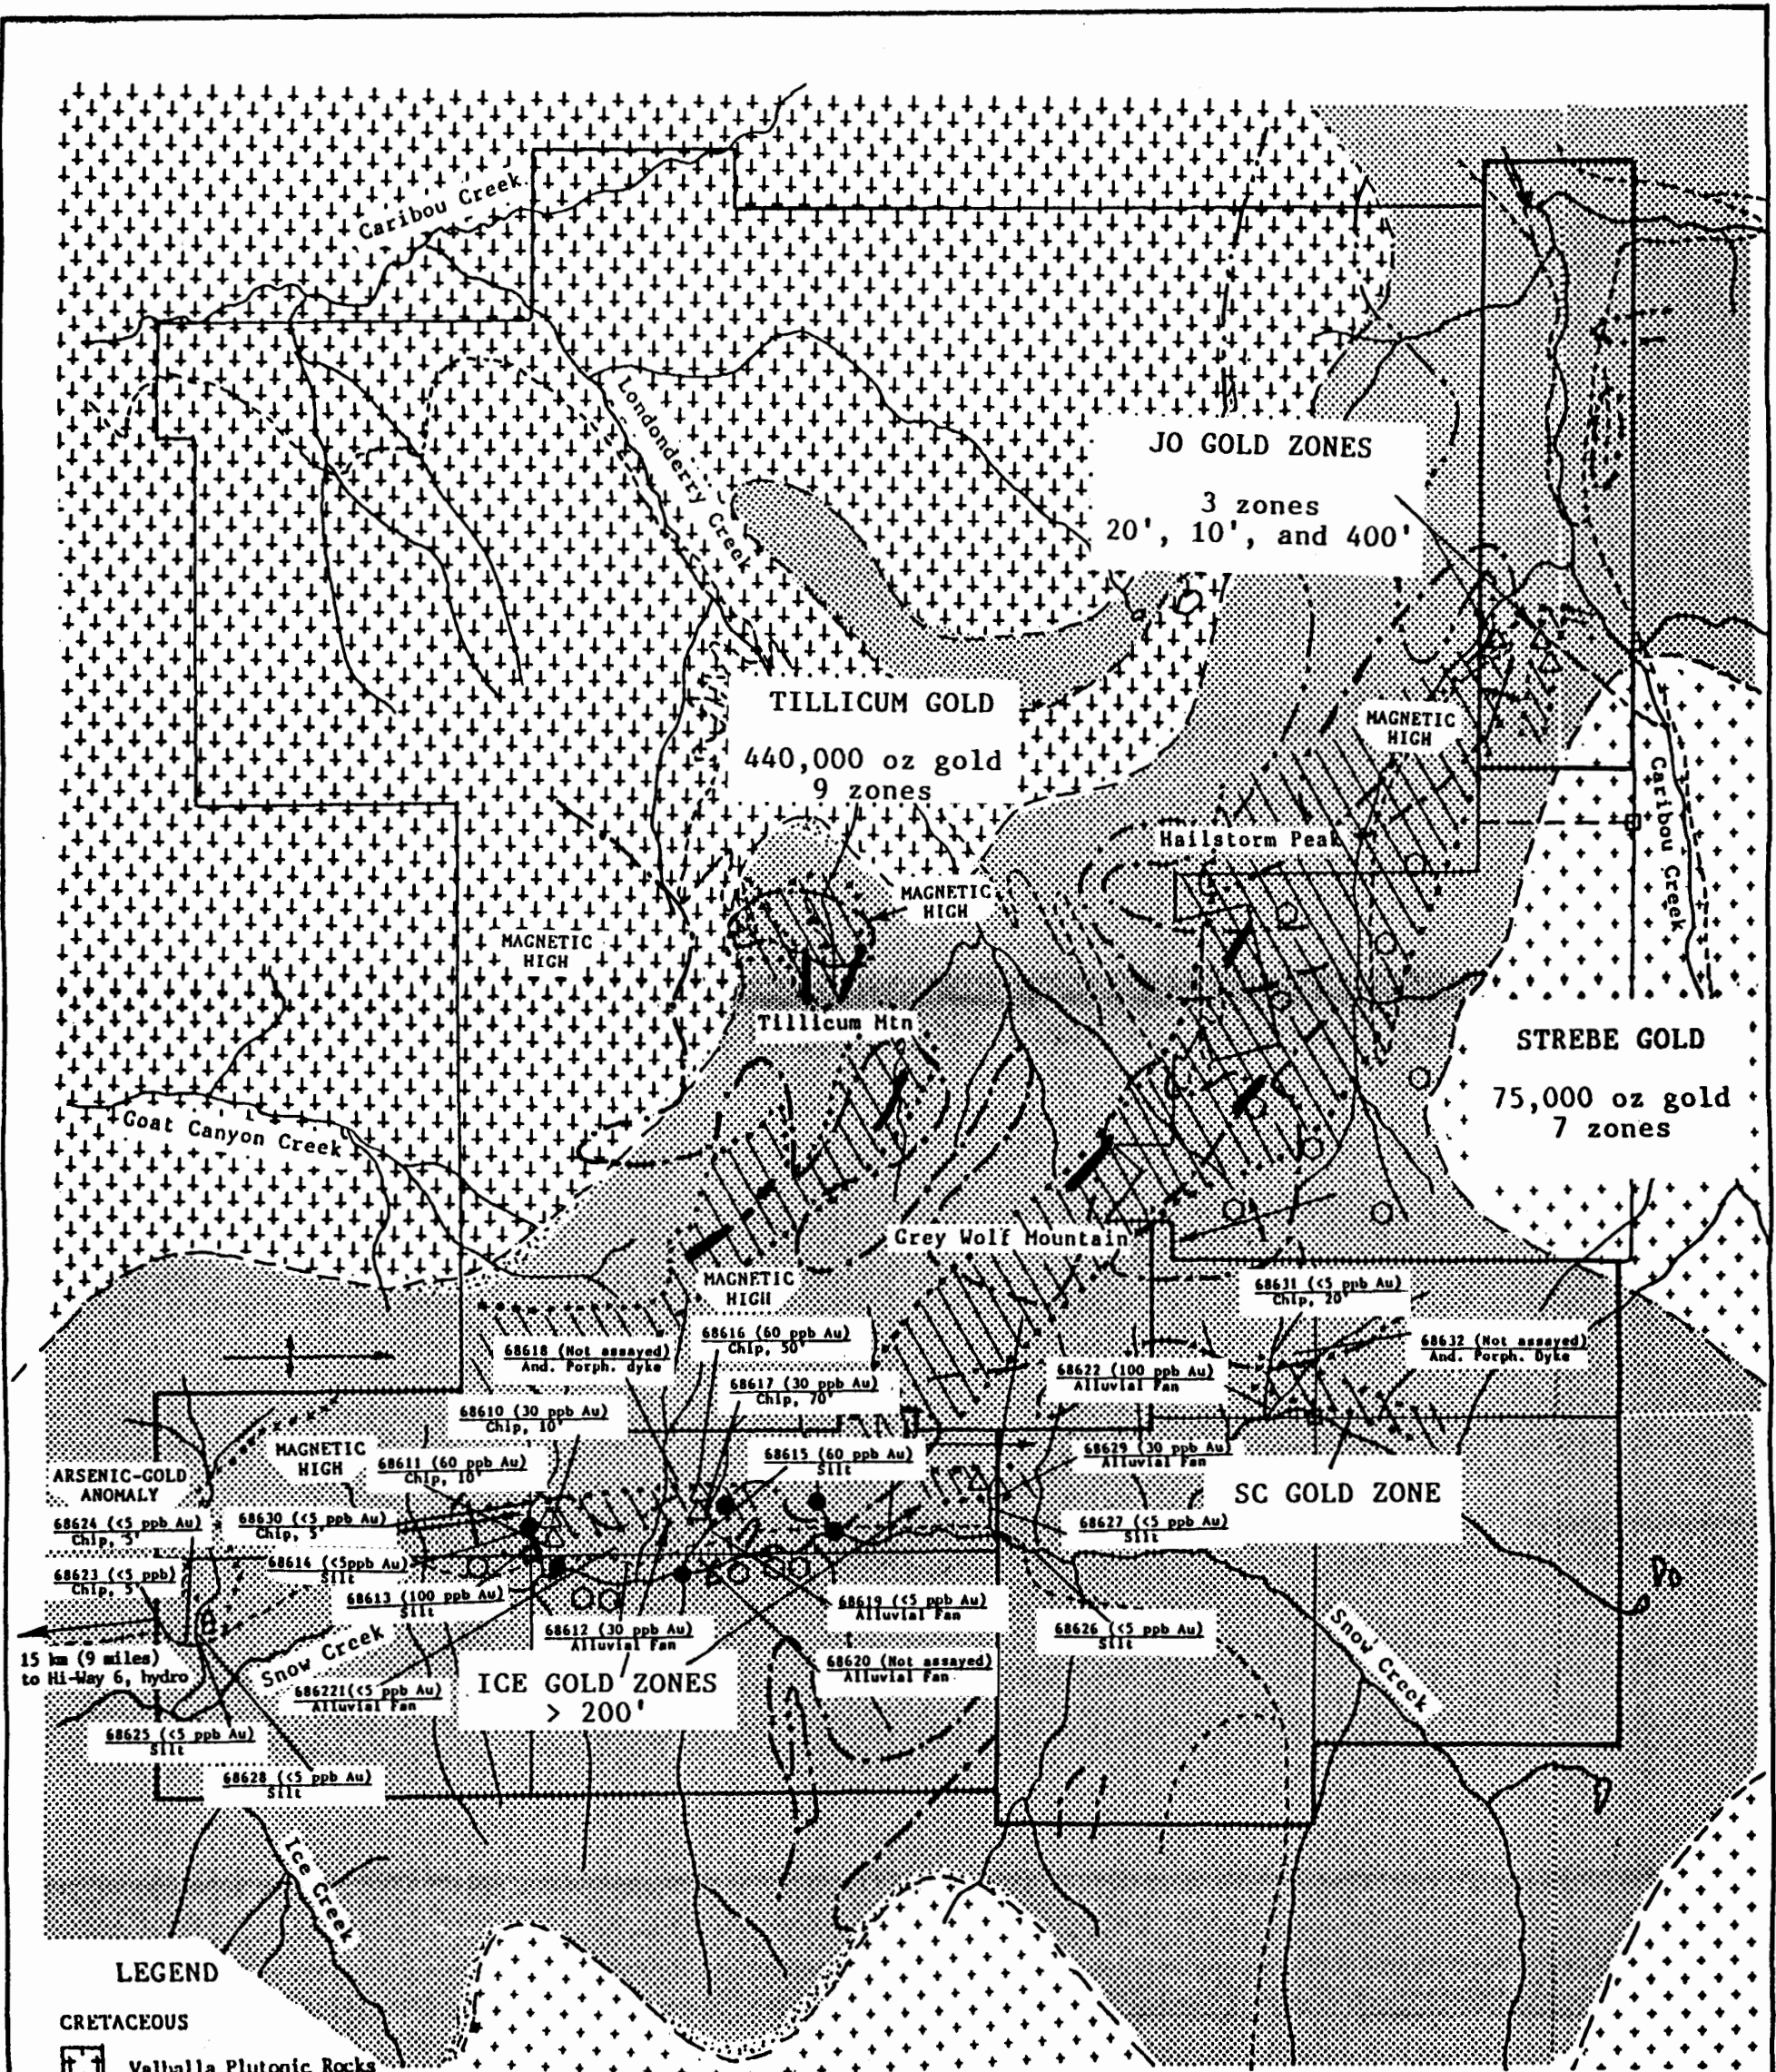 Caribou Creek
Londonderry Creek
JO GOLD ZONES
3 zones
20', 10', and 400'
TILLICUM GOLD
440,000 oz gold
9 zones
MAGNETIC
HIGH
Caribou Creek
Hailstorm Peak
MAGNETIC
HIGH
MAGNETIC
HIGH
Tillicum Mtn
STREBE GOLD
75,000 oz gold
7 zones
Goat Canyon Creek
Grey Wolf Mountain
MAGNETIC
HIGH
68631 (<5 ppb Au)
Chip, 20'
68616 (60 ppb Au)
Chip, 50'
68618 (Not assayed)
And. Porph. dyke
68632 (Not assayed)
And. Porph. Dyke
68622 (100 ppb Au)
Alluvial Fan
68617 (30 ppb Au)
Chip, 70'
68610 (30 ppb Au)
Chip, 10'
MAGNETIC
HIGH
68611 (60 ppb Au)
Chip, 10'
68615 (60 ppb Au)
Silt
68629 (30 ppb Au)
Alluvial Fan
ARSENIC-GOLD
ANOMALY
SC GOLD ZONE
68624 (<5 ppb Au)
Chip, 5'
68630 (<5 ppb Au)
Chip, 5'
68627 (<5 ppb Au)
Silt
68614 (<5ppb Au)
Silt
68623 (<5 ppb)
Chip, 5'
68613 (100 ppb Au)
Silt
68619 (<5 ppb Au)
Alluvial Fan
68612 (30 ppb Au)
Alluvial Fan
68626 (<5 ppb Au)
Silt
Snow Creek
15 km (9 miles)
to Hi-Way 6, hydro
Snow Creek
68620 (Not assayed)
Alluvial Fan
ICE GOLD ZONES
> 200'
686221(<5 ppb Au)
Alluvial Fan
68625 (<5 ppb Au)
Silt
68628 (<5 ppb Au)
Silt
Ice Creek
LEGEND
CRETACEOUS
Valhalla Plutonic Rocks